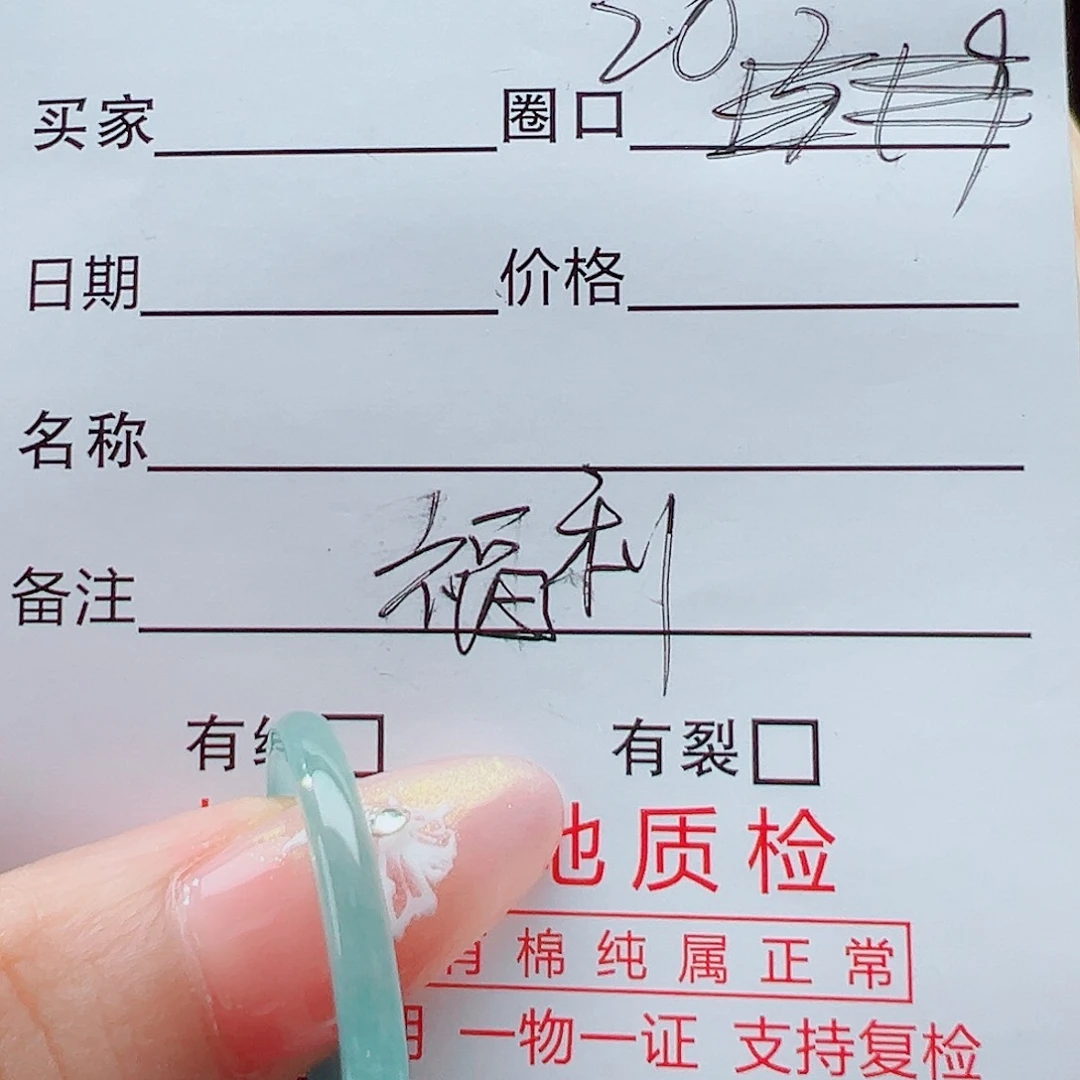 买家 圈口
日期 价格
名称
备注 福利
有 有裂
质检
棉纯属正常
一物一证 支持复检